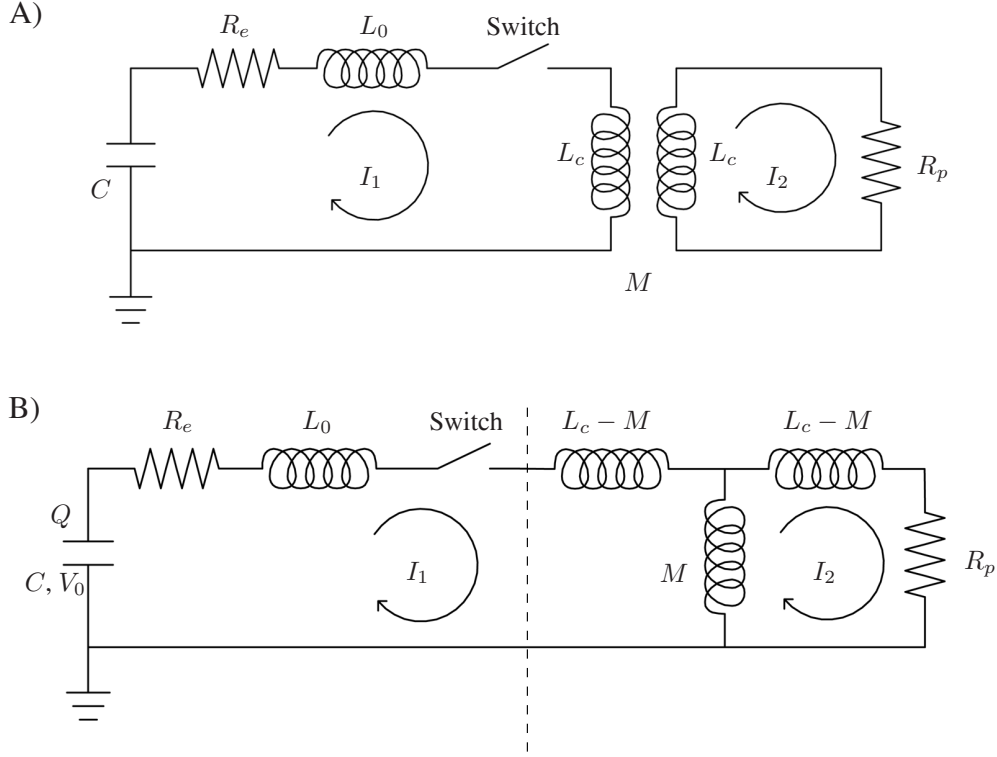 A)
$R_e$ $L_0$ Switch
$L_c$ $L_c$ $R_p$
$C$ $I_1$ $I_2$
$M$
B)
$R_e$ $L_0$ Switch $L_c - M$ $L_c - M$
$Q$
$C, V_0$ $I_1$ $M$ $I_2$ $R_p$